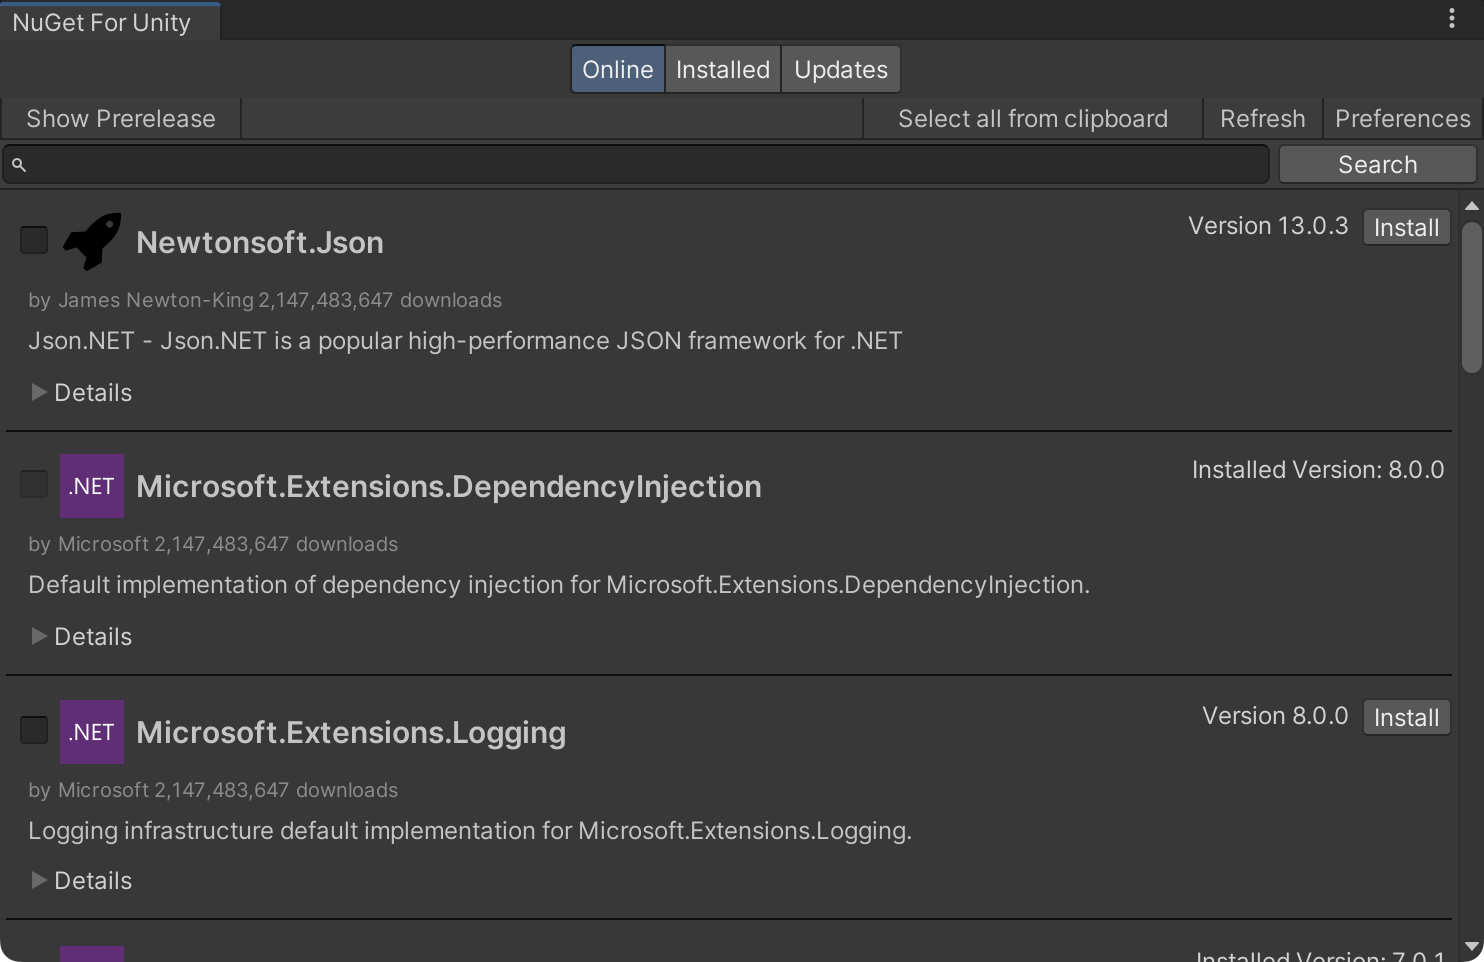 NuGet For Unity
Online Installed Updates
Show Prerelease Select all from clipboard Refresh Preferences
Search
Newtonsoft.Json Version 13.0.3 Install
by James Newton-King 2,147,483,647 downloads
Json.NET - Json.NET is a popular high-performance JSON framework for .NET
Details
.NET Microsoft.Extensions.DependencyInjection Installed Version: 8.0.0
by Microsoft 2,147,483,647 downloads
Default implementation of dependency injection for Microsoft.Extensions.DependencyInjection.
Details
.NET Microsoft.Extensions.Logging Version 8.0.0 Install
by Microsoft 2,147,483,647 downloads
Logging infrastructure default implementation for Microsoft.Extensions.Logging.
Details
Installed Version: 7.0.1